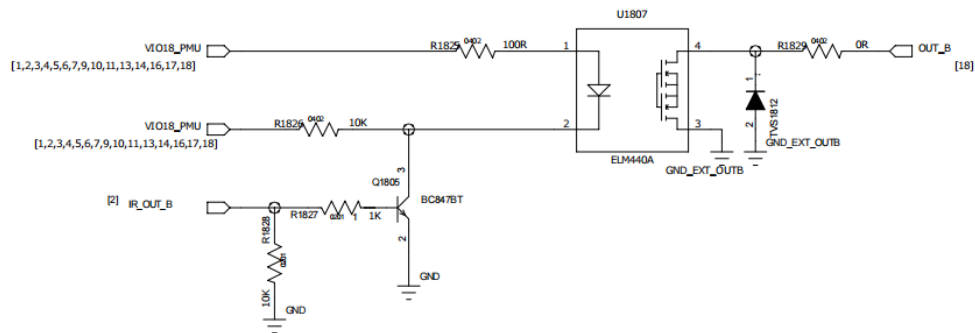 U1807
VIO18_PMU
R1825
0402
100R
1
4
R1829
0402
0R
OUT_B
[1,2,3,4,5,6,7,9,10,11,13,14,16,17,18]
[18]
1
TVS1812
2
VIO18_PMU
R1826
0402
10K
2
3
[1,2,3,4,5,6,7,9,10,11,13,14,16,17,18]
GND_EXT_OUTB
ELM440A
GND_EXT_OUTB
3
Q1805
BC847BT
[2]
IR_OUT_B
R1827
0201
1
1K
2
R1828
0201
10K
GND
GND